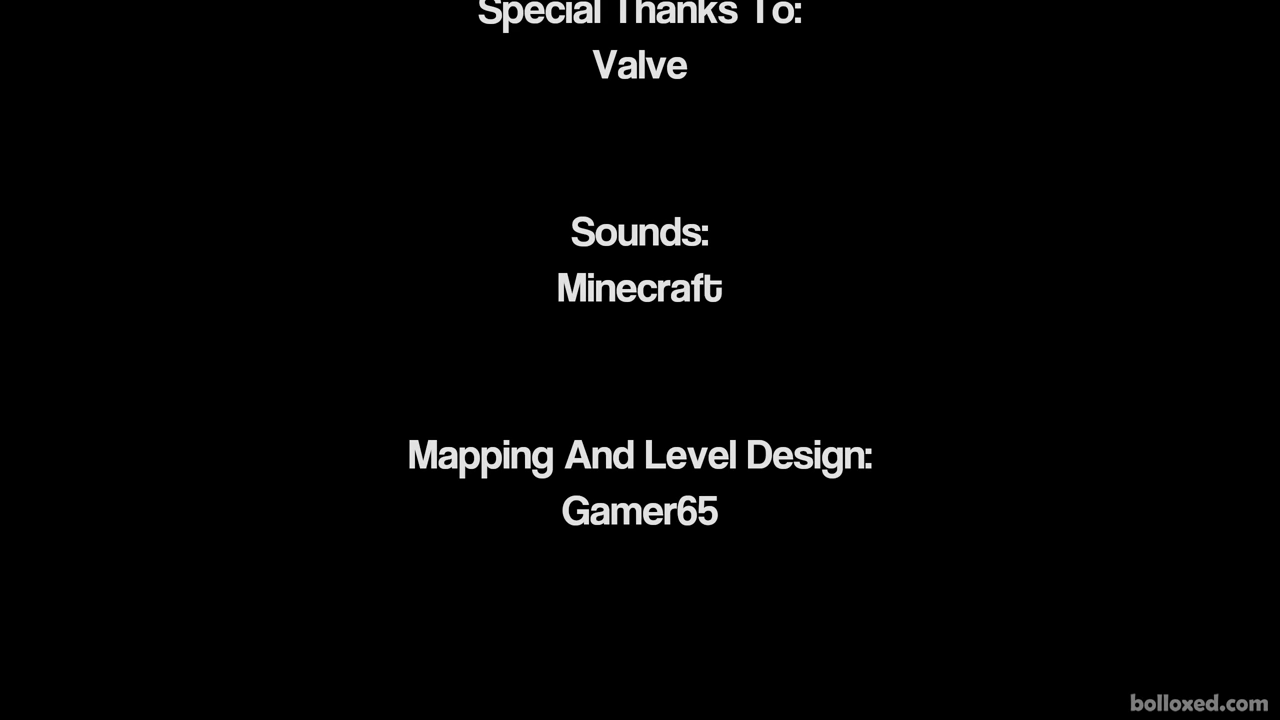 Special Thanks To:
Valve
Sounds:
Minecraft
Mapping And Level Design:
Gamer65
bolloxed.com